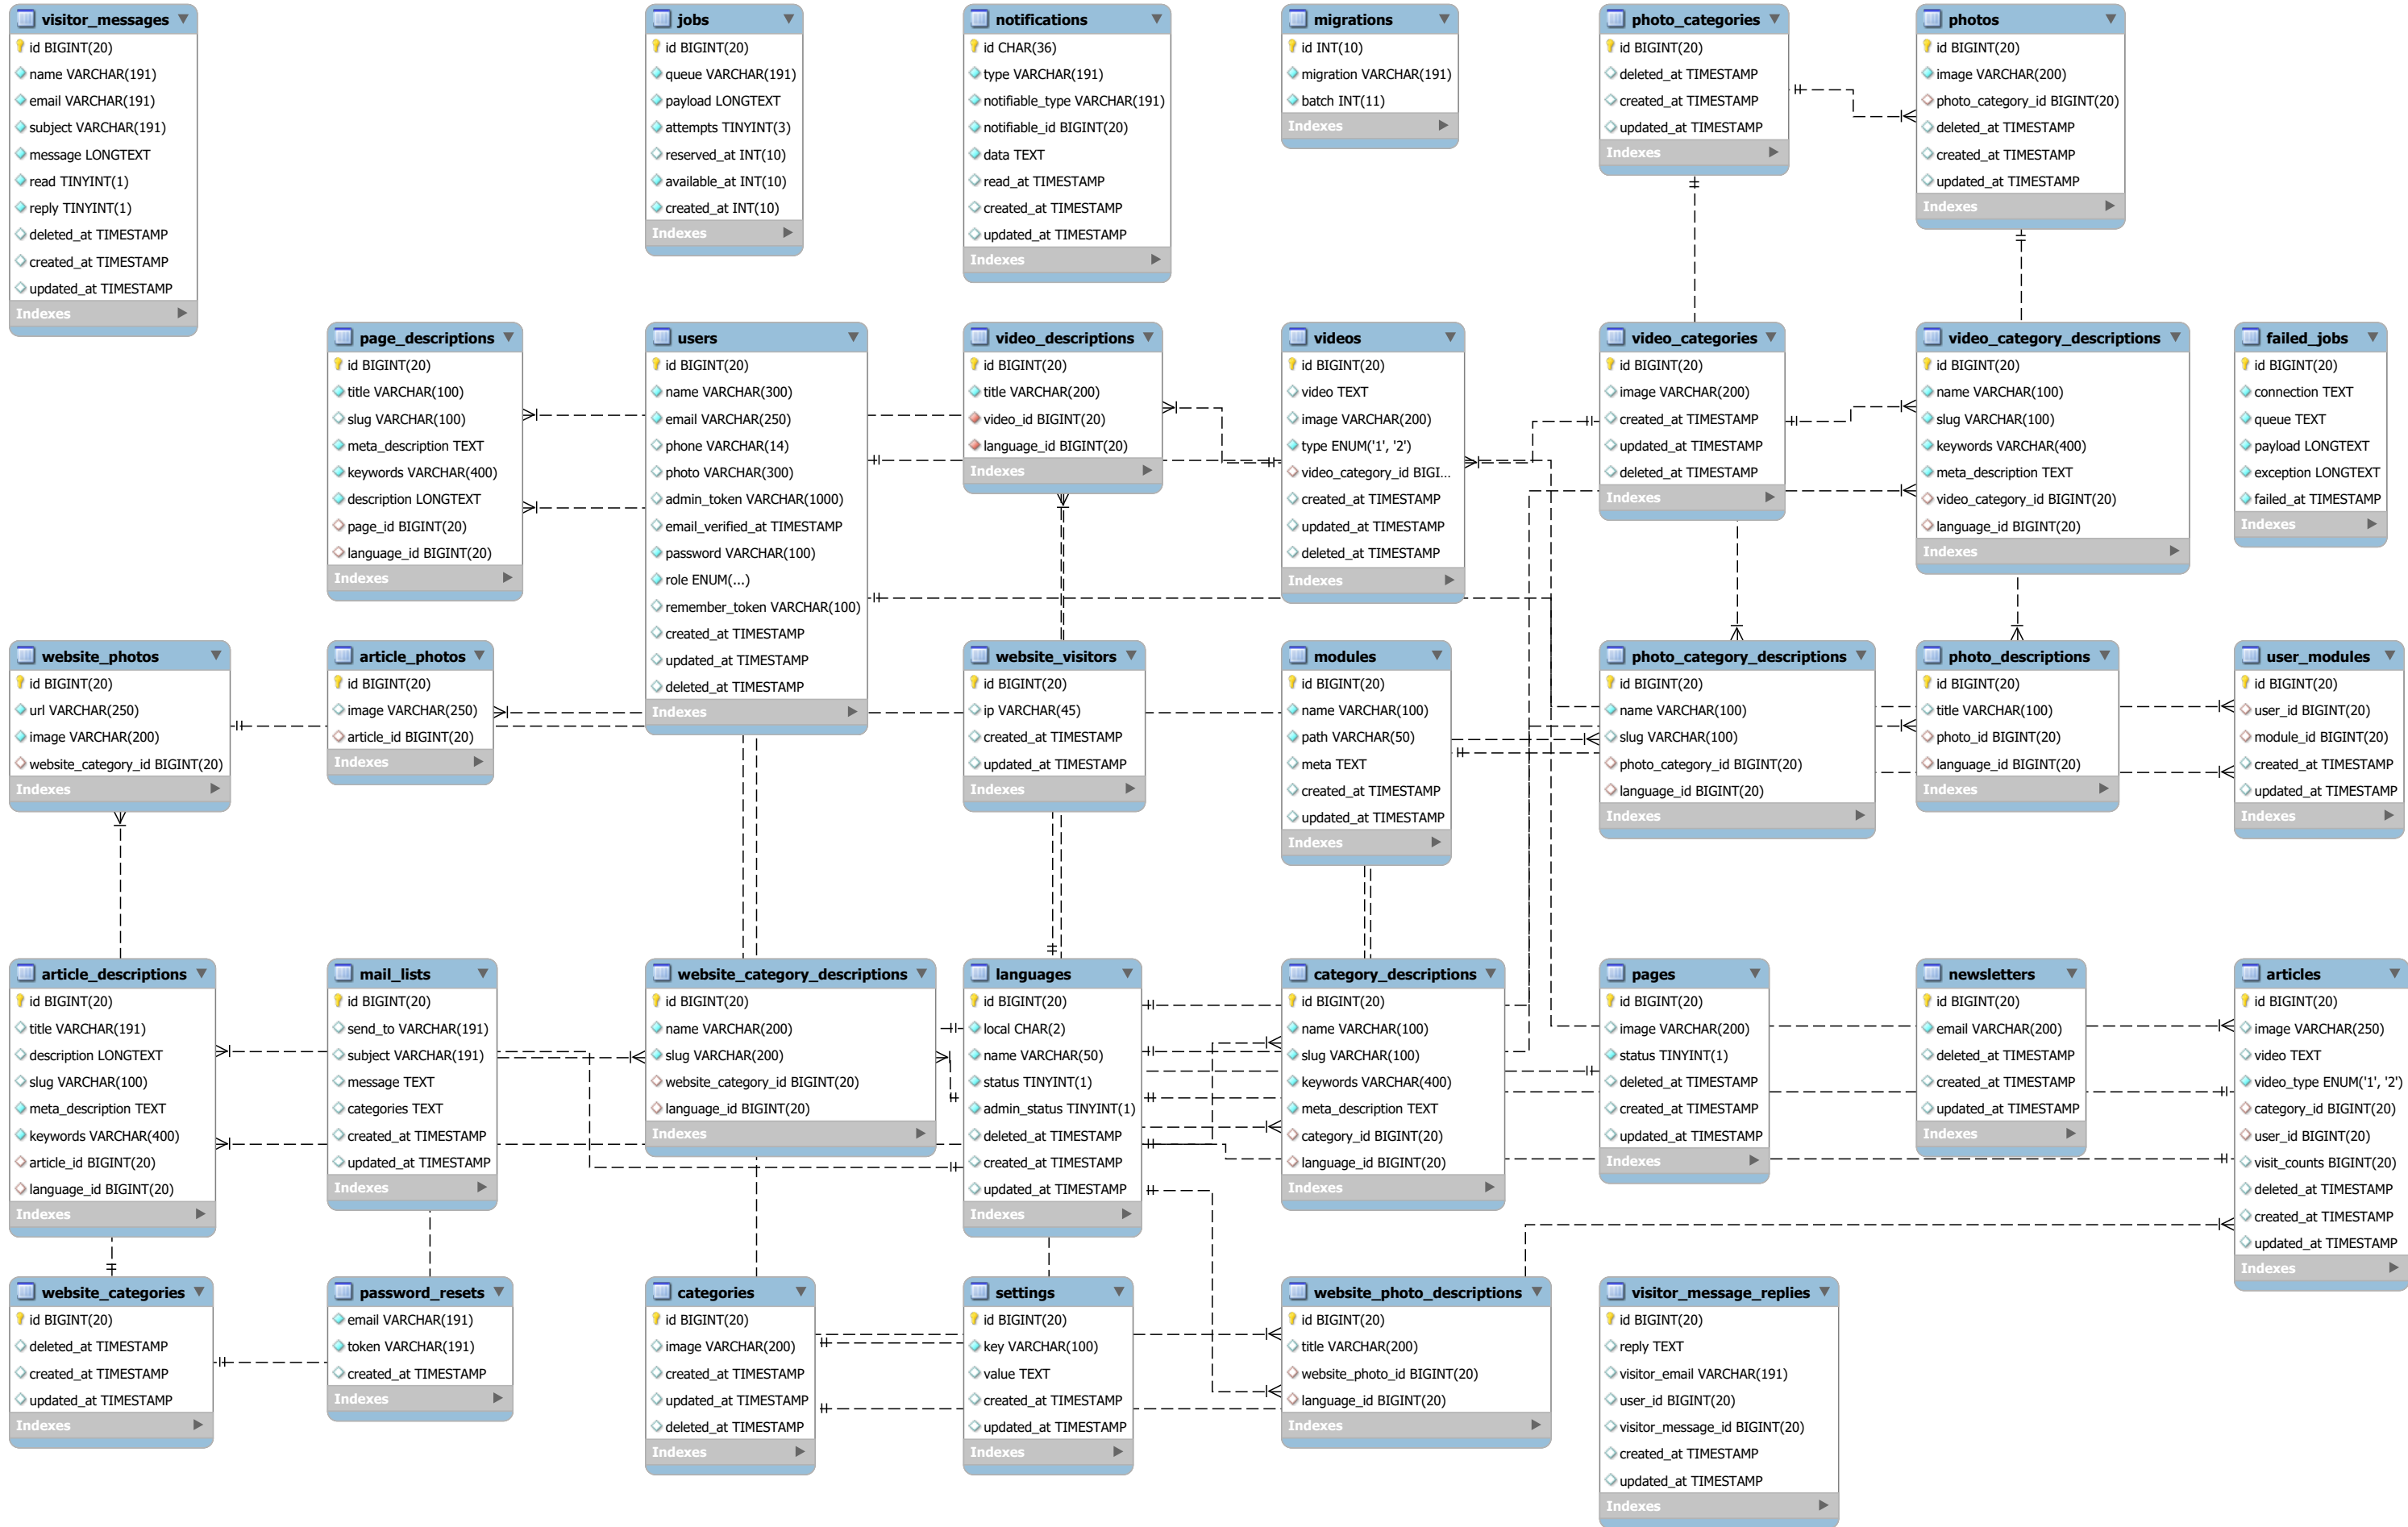 visitor_messages
id BIGINT(20)
name VARCHAR(191)
email VARCHAR(191)
subject VARCHAR(191)
message LONGTEXT
read TINYINT(1)
reply TINYINT(1)
deleted_at TIMESTAMP
created_at TIMESTAMP
updated_at TIMESTAMP
Indexes
jobs
id BIGINT(20)
queue VARCHAR(191)
payload LONGTEXT
attempts TINYINT(3)
reserved_at INT(10)
available_at INT(10)
created_at INT(10)
Indexes
notifications
id CHAR(36)
type VARCHAR(191)
notifiable_type VARCHAR(191)
notifiable_id BIGINT(20)
data TEXT
read_at TIMESTAMP
created_at TIMESTAMP
updated_at TIMESTAMP
Indexes
migrations
id INT(10)
migration VARCHAR(191)
batch INT(11)
Indexes
photo_categories
id BIGINT(20)
deleted_at TIMESTAMP
created_at TIMESTAMP
updated_at TIMESTAMP
Indexes
photos
id BIGINT(20)
image VARCHAR(200)
photo_category_id BIGINT(20)
deleted_at TIMESTAMP
created_at TIMESTAMP
updated_at TIMESTAMP
Indexes
page_descriptions
id BIGINT(20)
title VARCHAR(100)
slug VARCHAR(100)
meta_description TEXT
keywords VARCHAR(400)
description LONGTEXT
page_id BIGINT(20)
language_id BIGINT(20)
Indexes
users
id BIGINT(20)
name VARCHAR(300)
email VARCHAR(250)
phone VARCHAR(14)
photo VARCHAR(300)
admin_token VARCHAR(1000)
email_verified_at TIMESTAMP
password VARCHAR(100)
role ENUM(...)
remember_token VARCHAR(100)
created_at TIMESTAMP
updated_at TIMESTAMP
deleted_at TIMESTAMP
Indexes
video_descriptions
id BIGINT(20)
title VARCHAR(200)
video_id BIGINT(20)
language_id BIGINT(20)
Indexes
videos
id BIGINT(20)
video TEXT
image VARCHAR(200)
type ENUM('1', '2')
video_category_id BIGI...
created_at TIMESTAMP
updated_at TIMESTAMP
deleted_at TIMESTAMP
Indexes
video_categories
id BIGINT(20)
image VARCHAR(200)
created_at TIMESTAMP
updated_at TIMESTAMP
deleted_at TIMESTAMP
Indexes
video_category_descriptions
id BIGINT(20)
name VARCHAR(100)
slug VARCHAR(100)
keywords VARCHAR(400)
meta_description TEXT
video_category_id BIGINT(20)
language_id BIGINT(20)
Indexes
failed_jobs
id BIGINT(20)
connection TEXT
queue TEXT
payload LONGTEXT
exception LONGTEXT
failed_at TIMESTAMP
Indexes
website_photos
id BIGINT(20)
url VARCHAR(250)
image VARCHAR(200)
website_category_id BIGINT(20)
Indexes
article_photos
id BIGINT(20)
image VARCHAR(250)
article_id BIGINT(20)
Indexes
website_visitors
id BIGINT(20)
ip VARCHAR(45)
created_at TIMESTAMP
updated_at TIMESTAMP
Indexes
modules
id BIGINT(20)
name VARCHAR(100)
path VARCHAR(50)
meta TEXT
created_at TIMESTAMP
updated_at TIMESTAMP
Indexes
photo_category_descriptions
id BIGINT(20)
name VARCHAR(100)
slug VARCHAR(100)
photo_category_id BIGINT(20)
language_id BIGINT(20)
Indexes
photo_descriptions
id BIGINT(20)
title VARCHAR(100)
photo_id BIGINT(20)
language_id BIGINT(20)
Indexes
user_modules
id BIGINT(20)
user_id BIGINT(20)
module_id BIGINT(20)
created_at TIMESTAMP
updated_at TIMESTAMP
Indexes
article_descriptions
id BIGINT(20)
title VARCHAR(191)
description LONGTEXT
slug VARCHAR(100)
meta_description TEXT
keywords VARCHAR(400)
article_id BIGINT(20)
language_id BIGINT(20)
Indexes
mail_lists
id BIGINT(20)
send_to VARCHAR(191)
subject VARCHAR(191)
message TEXT
categories TEXT
created_at TIMESTAMP
updated_at TIMESTAMP
Indexes
website_category_descriptions
id BIGINT(20)
name VARCHAR(200)
slug VARCHAR(200)
website_category_id BIGINT(20)
language_id BIGINT(20)
Indexes
languages
id BIGINT(20)
local CHAR(2)
name VARCHAR(50)
status TINYINT(1)
admin_status TINYINT(1)
deleted_at TIMESTAMP
created_at TIMESTAMP
updated_at TIMESTAMP
Indexes
category_descriptions
id BIGINT(20)
name VARCHAR(100)
slug VARCHAR(100)
keywords VARCHAR(400)
meta_description TEXT
category_id BIGINT(20)
language_id BIGINT(20)
Indexes
pages
id BIGINT(20)
image VARCHAR(200)
status TINYINT(1)
deleted_at TIMESTAMP
created_at TIMESTAMP
updated_at TIMESTAMP
Indexes
newsletters
id BIGINT(20)
email VARCHAR(200)
deleted_at TIMESTAMP
created_at TIMESTAMP
updated_at TIMESTAMP
Indexes
articles
id BIGINT(20)
image VARCHAR(250)
video TEXT
video_type ENUM('1', '2')
category_id BIGINT(20)
user_id BIGINT(20)
visit_counts BIGINT(20)
deleted_at TIMESTAMP
created_at TIMESTAMP
updated_at TIMESTAMP
Indexes
website_categories
id BIGINT(20)
deleted_at TIMESTAMP
created_at TIMESTAMP
updated_at TIMESTAMP
Indexes
password_resets
email VARCHAR(191)
token VARCHAR(191)
created_at TIMESTAMP
Indexes
categories
id BIGINT(20)
image VARCHAR(200)
created_at TIMESTAMP
updated_at TIMESTAMP
deleted_at TIMESTAMP
Indexes
settings
id BIGINT(20)
key VARCHAR(100)
value TEXT
created_at TIMESTAMP
updated_at TIMESTAMP
Indexes
website_photo_descriptions
id BIGINT(20)
title VARCHAR(200)
website_photo_id BIGINT(20)
language_id BIGINT(20)
Indexes
visitor_message_replies
id BIGINT(20)
reply TEXT
visitor_email VARCHAR(191)
user_id BIGINT(20)
visitor_message_id BIGINT(20)
created_at TIMESTAMP
updated_at TIMESTAMP
Indexes